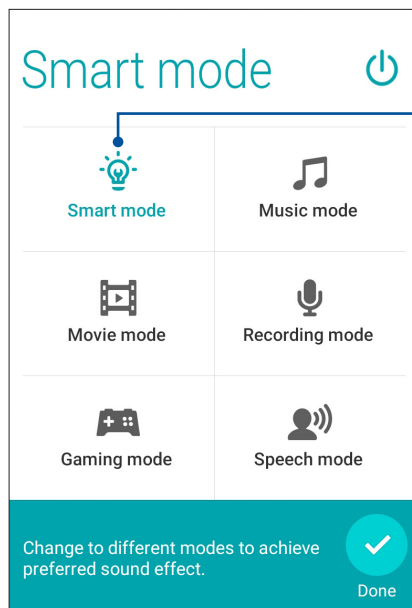 Smart mode
Smart mode
Music mode
Movie mode
Recording mode
Gaming mode
Speech mode
Change to different modes to achieve
preferred sound effect.
Done